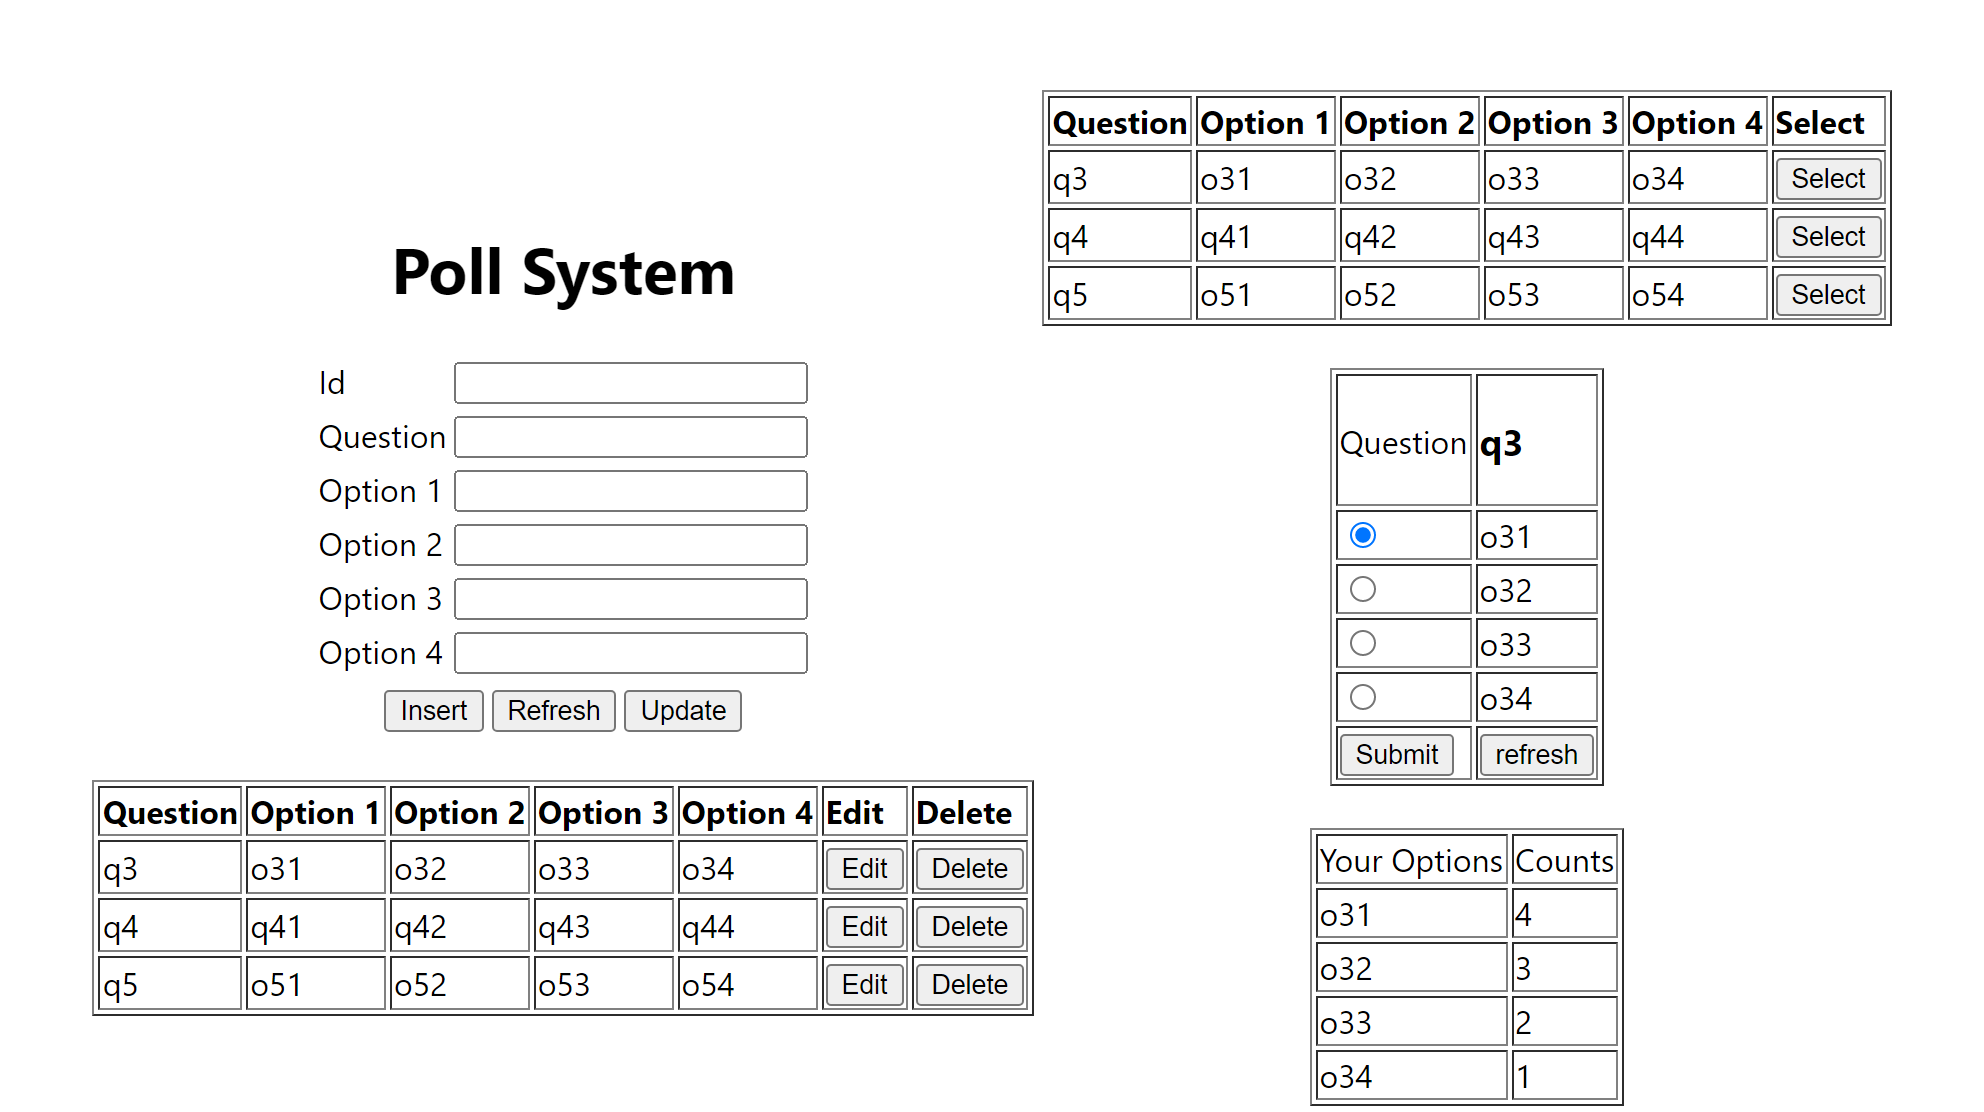 Poll System
Id
Question
Option 1
Option 2
Option 3
Option 4
Insert Refresh Update
Question Option 1 Option 2 Option 3 Option 4 Edit Delete
q3 o31 o32 o33 o34 Edit Delete
q4 q41 q42 q43 q44 Edit Delete
q5 o51 o52 o53 o54 Edit Delete
Question Option 1 Option 2 Option 3 Option 4 Select
q3 o31 o32 o33 o34 Select
q4 q41 q42 q43 q44 Select
q5 o51 o52 o53 o54 Select
Question q3
o31
o32
o33
o34
Submit refresh
Your Options Counts
o31 4
o32 3
o33 2
o34 1